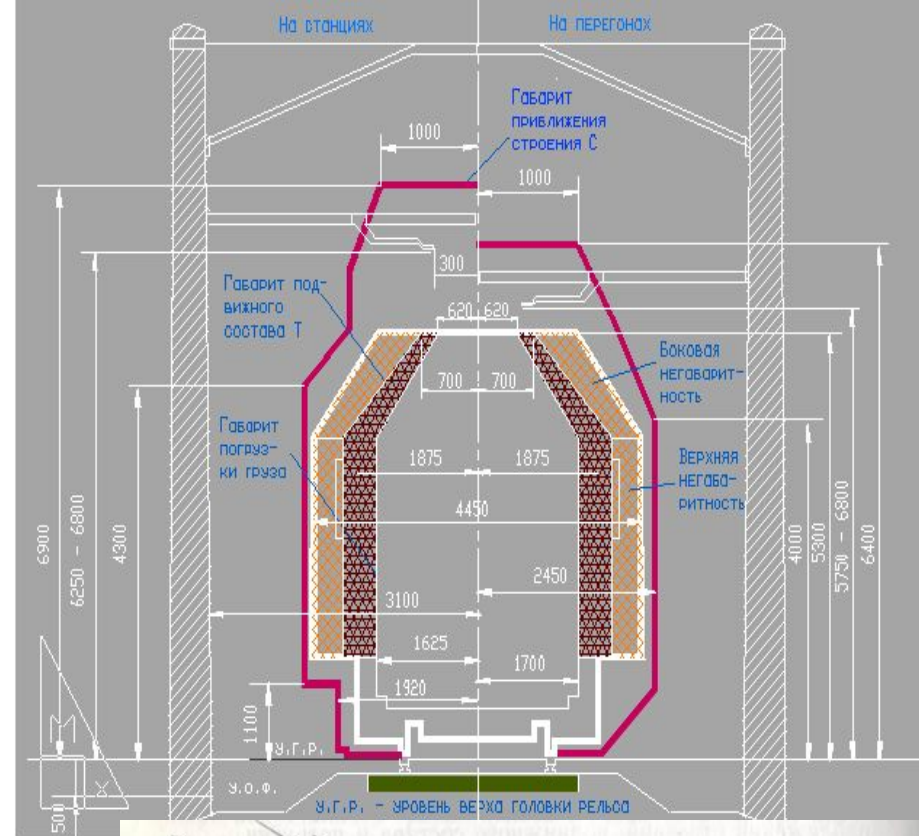 На станциях
На перегонах
Габарит
приближения
строения С
1000
1000
300
Габарит под-
вижного
состава Т
620 620
Боковая
негабарит-
ность
700 700
Габарит
погруз-
ки груза
1875 1875
Верхняя
негаба-
ритность
4450
6900
6250 - 6800
4300
4000
5300
5750 - 6800
6400
2450
3100
1625
1700
1920
1100
У.Г.Р.
М
Х
У.О.Ф.
500
У.Г.Р. - уровень верха головки рельса